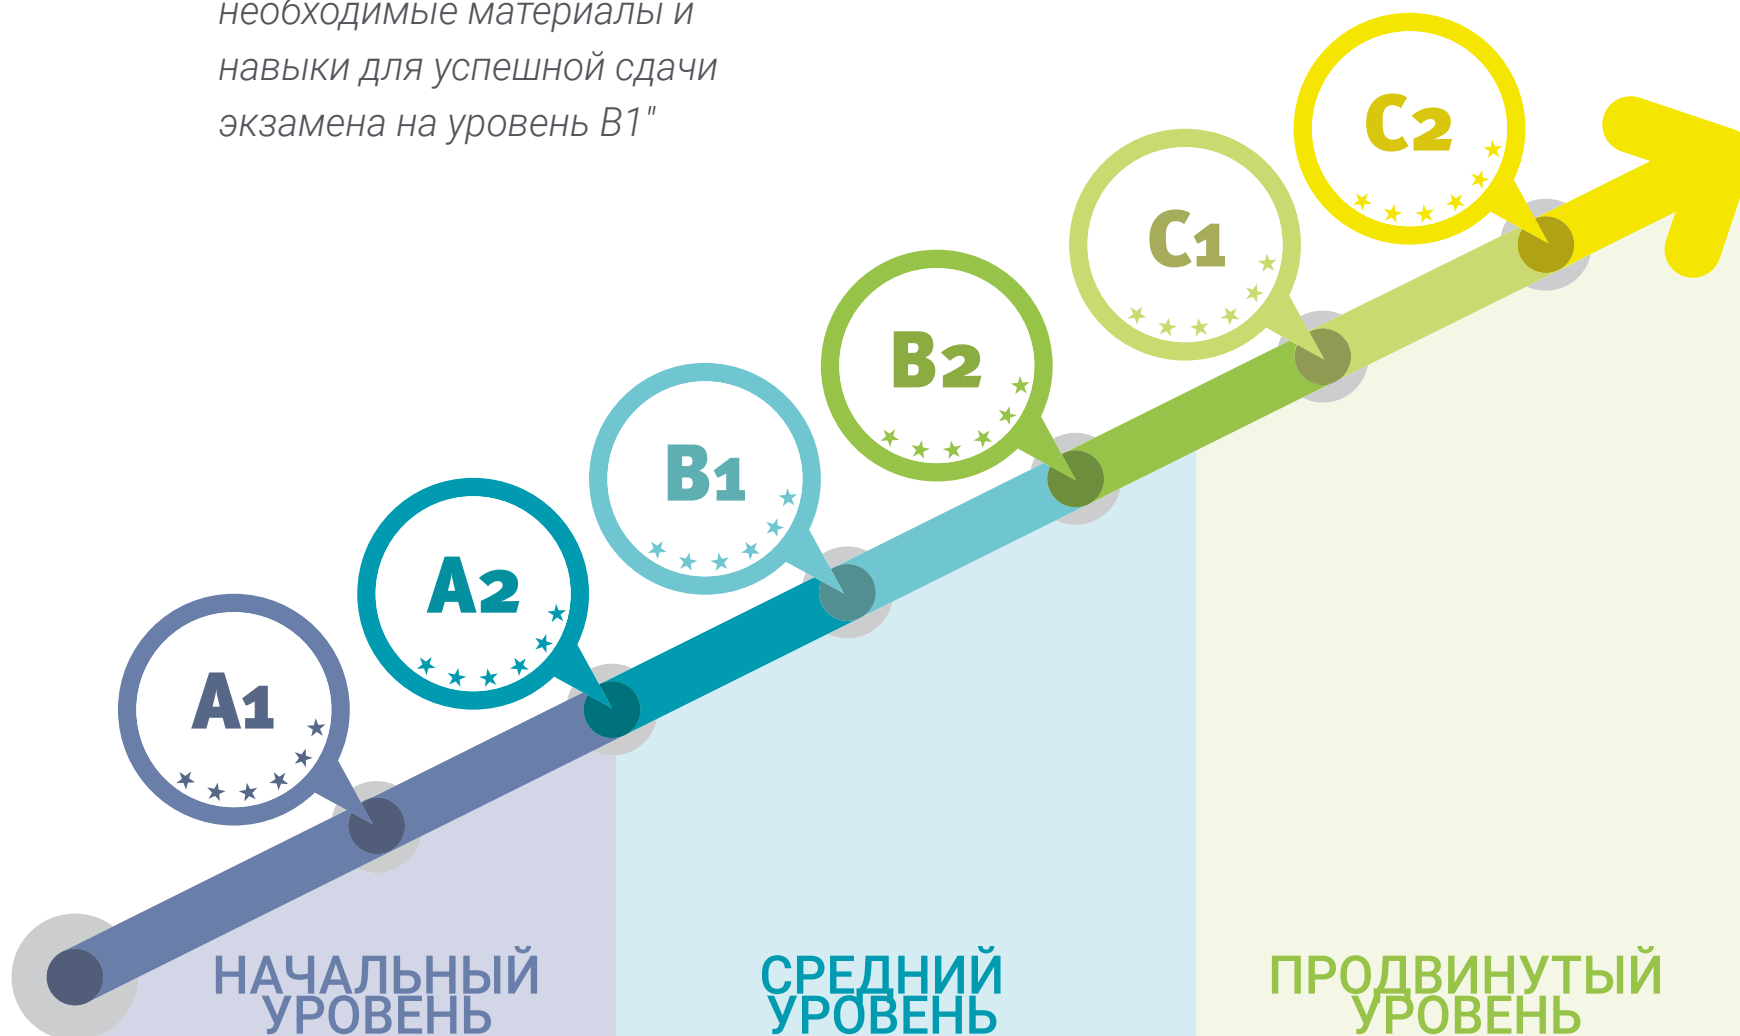 необходимые материалы и
навыки для успешной сдачи
экзамена на уровень B1"
C2
C1
B2
B1
A2
A1
НАЧАЛЬНЫЙ
УРОВЕНЬ
СРЕДНИЙ
УРОВЕНЬ
ПРОДВИНУТЫЙ
УРОВЕНЬ